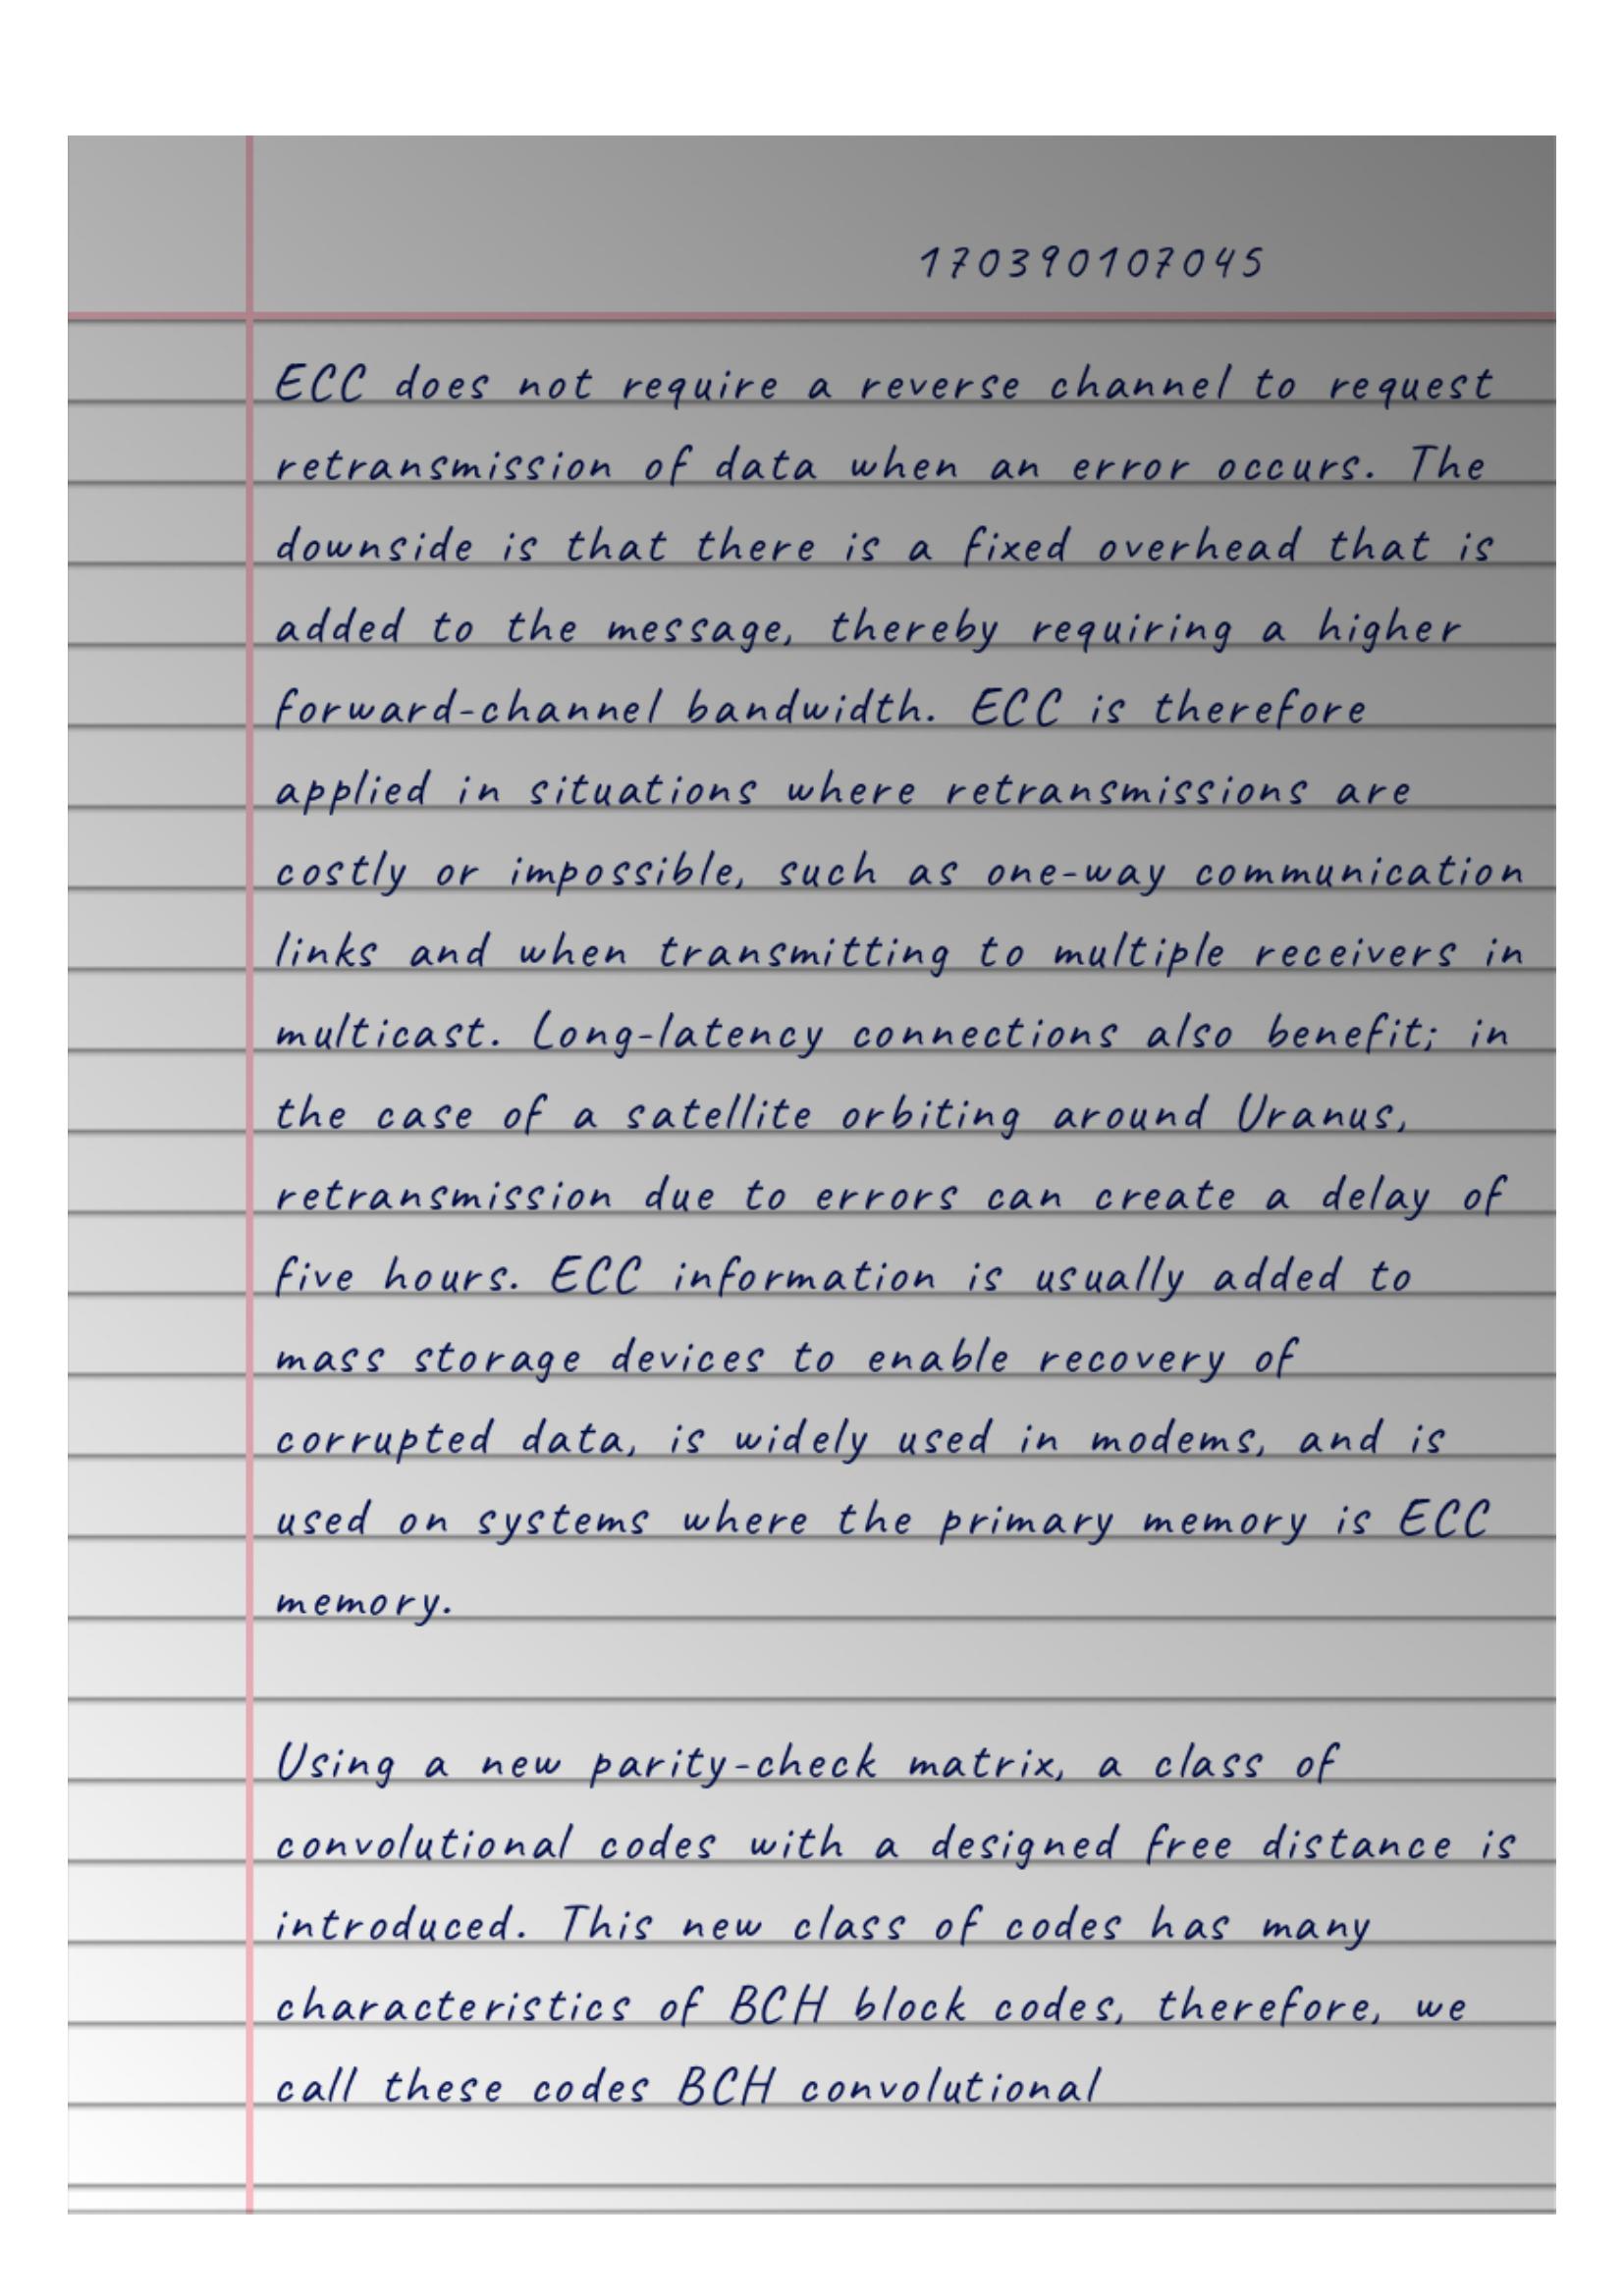 170390107045
ECC does not require a reverse channel to request
retransmission of data when an error occurs. The
downside is that there is a fixed overhead that is
added to the message, thereby requiring a higher
forward-channel bandwidth. ECC is therefore
applied in situations where retransmissions are
costly or impossible, such as one-way communication
links and when transmitting to multiple receivers in
multicast. Long-latency connections also benefit; in
the case of a satellite orbiting around Uranus,
retransmission due to errors can create a delay of
five hours. ECC information is usually added to
mass storage devices to enable recovery of
corrupted data, is widely used in modems, and is
used on systems where the primary memory is ECC
memory.
Using a new parity-check matrix, a class of
convolutional codes with a designed free distance is
introduced. This new class of codes has many
characteristics of BCH block codes, therefore, we
call these codes BCH convolutional